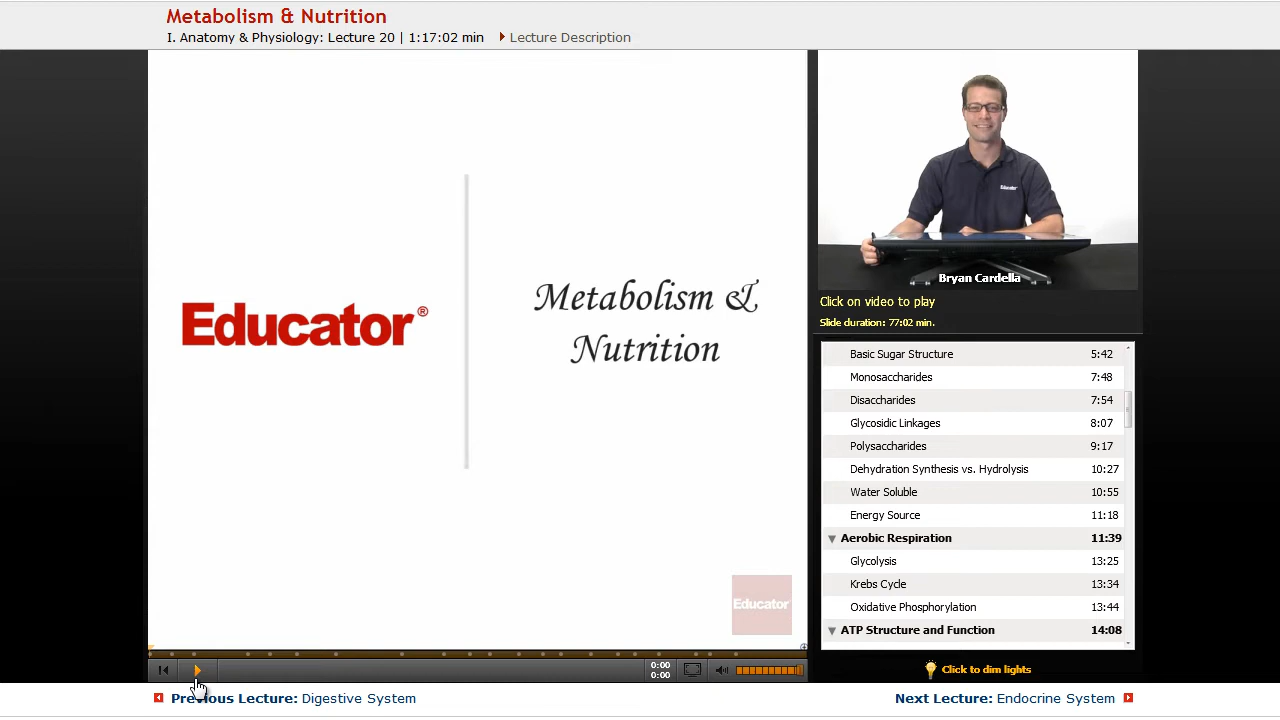 Metabolism & Nutrition
I. Anatomy & Physiology: Lecture 20 | 1:17:02 min Lecture Description
Educator®
Metabolism &
Nutrition
Educator
Educator
Bryan Cardella
Click on video to play
Slide duration: 77:02 min.
Basic Sugar Structure 5:42
Monosaccharides 7:48
Disaccharides 7:54
Glycosidic Linkages 8:07
Polysaccharides 9:17
Dehydration Synthesis vs. Hydrolysis 10:27
Water Soluble 10:55
Energy Source 11:18
Aerobic Respiration 11:39
Glycolysis 13:25
Krebs Cycle 13:34
Oxidative Phosphorylation 13:44
ATP Structure and Function 14:08
0:00
0:00
Click to dim lights
Previous Lecture: Digestive System
Next Lecture: Endocrine System